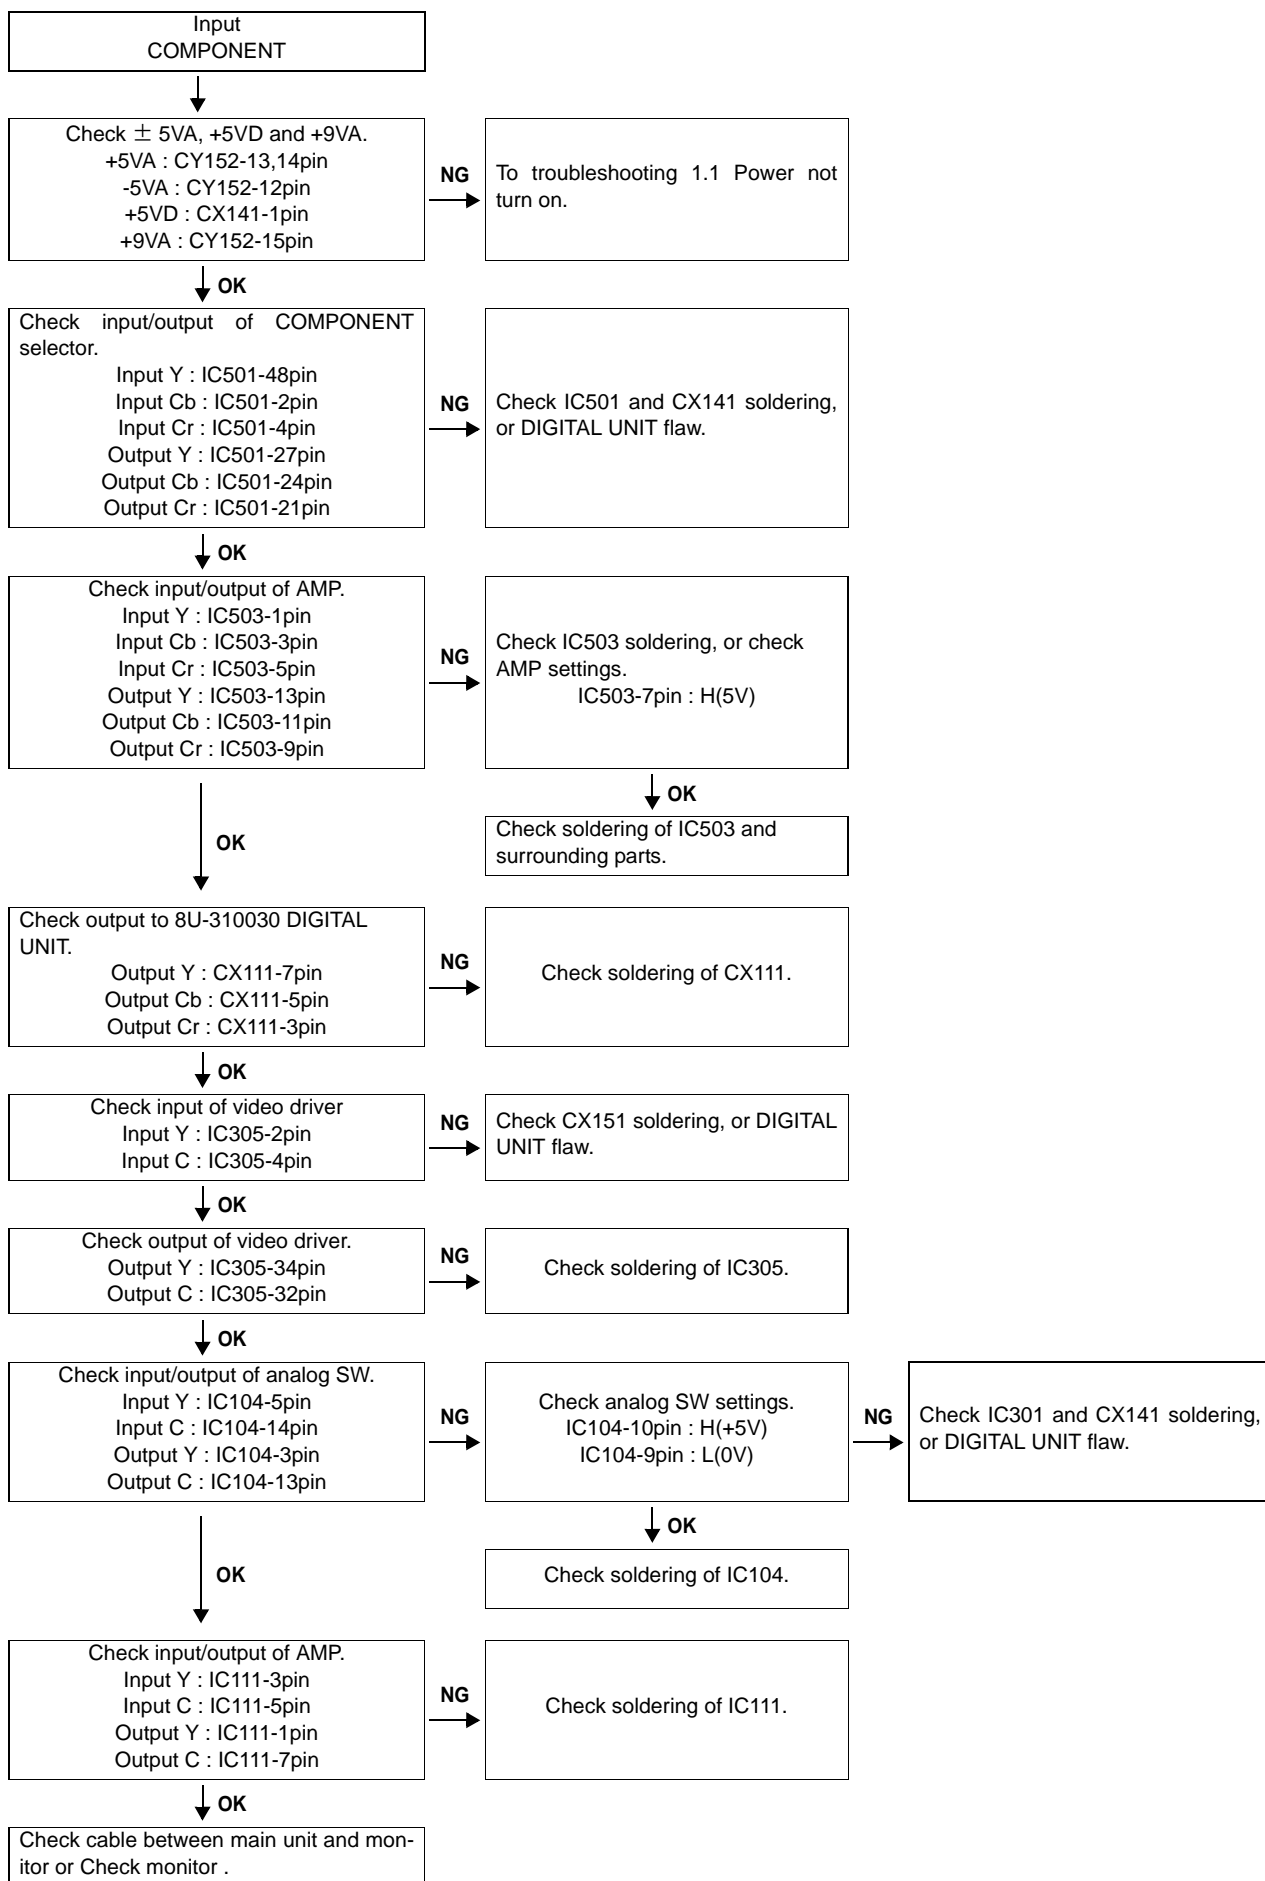 Input
COMPONENT
Check ± 5VA, +5VD and +9VA.
+5VA : CY152-13,14pin
-5VA : CY152-12pin
+5VD : CX141-1pin
+9VA : CY152-15pin
NG
To troubleshooting 1.1 Power not
turn on.
OK
Check input/output of COMPONENT
selector.
Input Y : IC501-48pin
Input Cb : IC501-2pin
Input Cr : IC501-4pin
Output Y : IC501-27pin
Output Cb : IC501-24pin
Output Cr : IC501-21pin
NG
Check IC501 and CX141 soldering,
or DIGITAL UNIT flaw.
OK
Check input/output of AMP.
Input Y : IC503-1pin
Input Cb : IC503-3pin
Input Cr : IC503-5pin
Output Y : IC503-13pin
Output Cb : IC503-11pin
Output Cr : IC503-9pin
NG
Check IC503 soldering, or check
AMP settings.
IC503-7pin : H(5V)
OK
Check soldering of IC503 and
surrounding parts.
OK
Check output to 8U-310030 DIGITAL
UNIT.
Output Y : CX111-7pin
Output Cb : CX111-5pin
Output Cr : CX111-3pin
NG
Check soldering of CX111.
OK
Check input of video driver
Input Y : IC305-2pin
Input C : IC305-4pin
NG
Check CX151 soldering, or DIGITAL
UNIT flaw.
OK
Check output of video driver.
Output Y : IC305-34pin
Output C : IC305-32pin
NG
Check soldering of IC305.
OK
Check input/output of analog SW.
Input Y : IC104-5pin
Input C : IC104-14pin
Output Y : IC104-3pin
Output C : IC104-13pin
NG
Check analog SW settings.
IC104-10pin : H(+5V)
IC104-9pin : L(0V)
NG
Check IC301 and CX141 soldering,
or DIGITAL UNIT flaw.
OK
Check soldering of IC104.
OK
Check input/output of AMP.
Input Y : IC111-3pin
Input C : IC111-5pin
Output Y : IC111-1pin
Output C : IC111-7pin
NG
Check soldering of IC111.
OK
Check cable between main unit and mon-
itor or Check monitor .